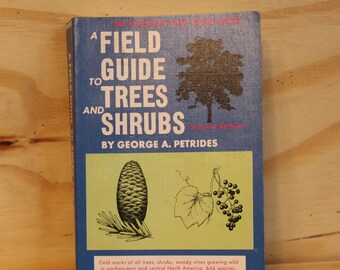 THE PETERSON FIELD GUIDE SERIES
A FIELD
GUIDE
TO TREES
AND
SHRUBS
Second Edition
BY GEORGE A. PETRIDES
Field marks of all trees, shrubs, woody vines growing wild
in northeastern and central North America. 646 species